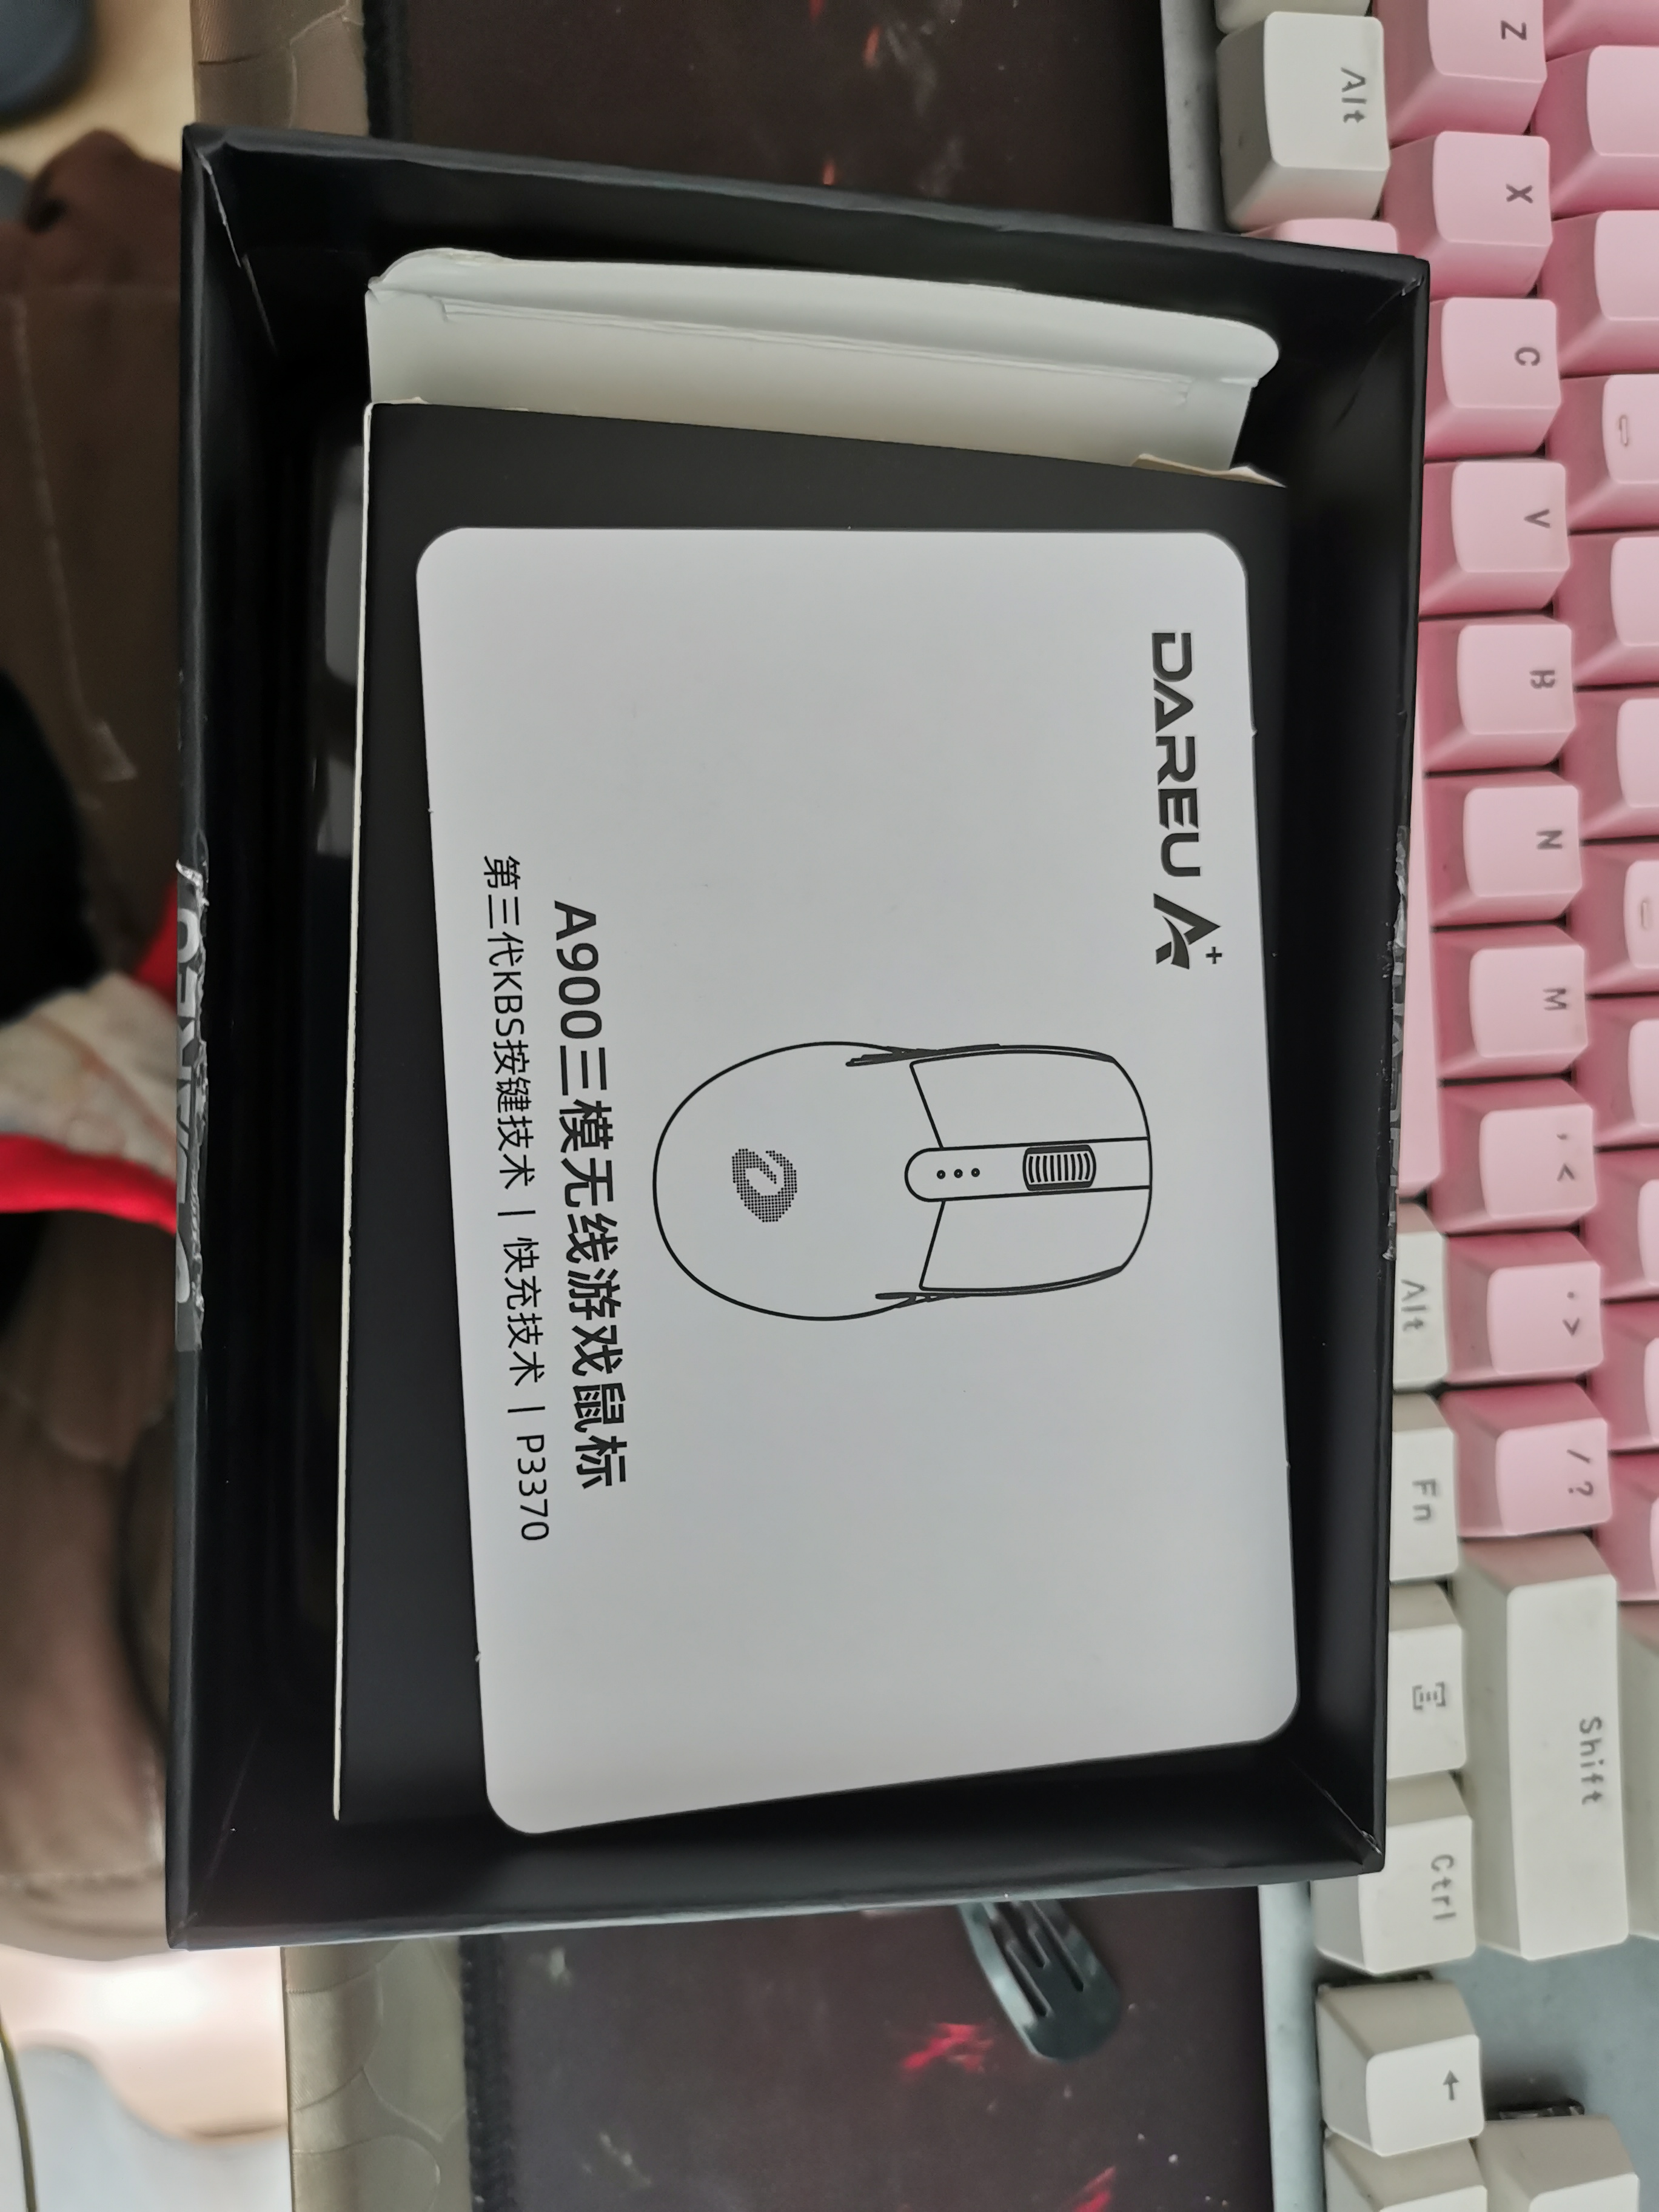 DAREU A+
A900三模无线游戏鼠标
第三代KBS按键技术 | 快充技术 | P3370
Z
X
C
V
B
N
M
, <
. >
/ ?
Shift
Alt
Alt
Fn
Ctrl
←